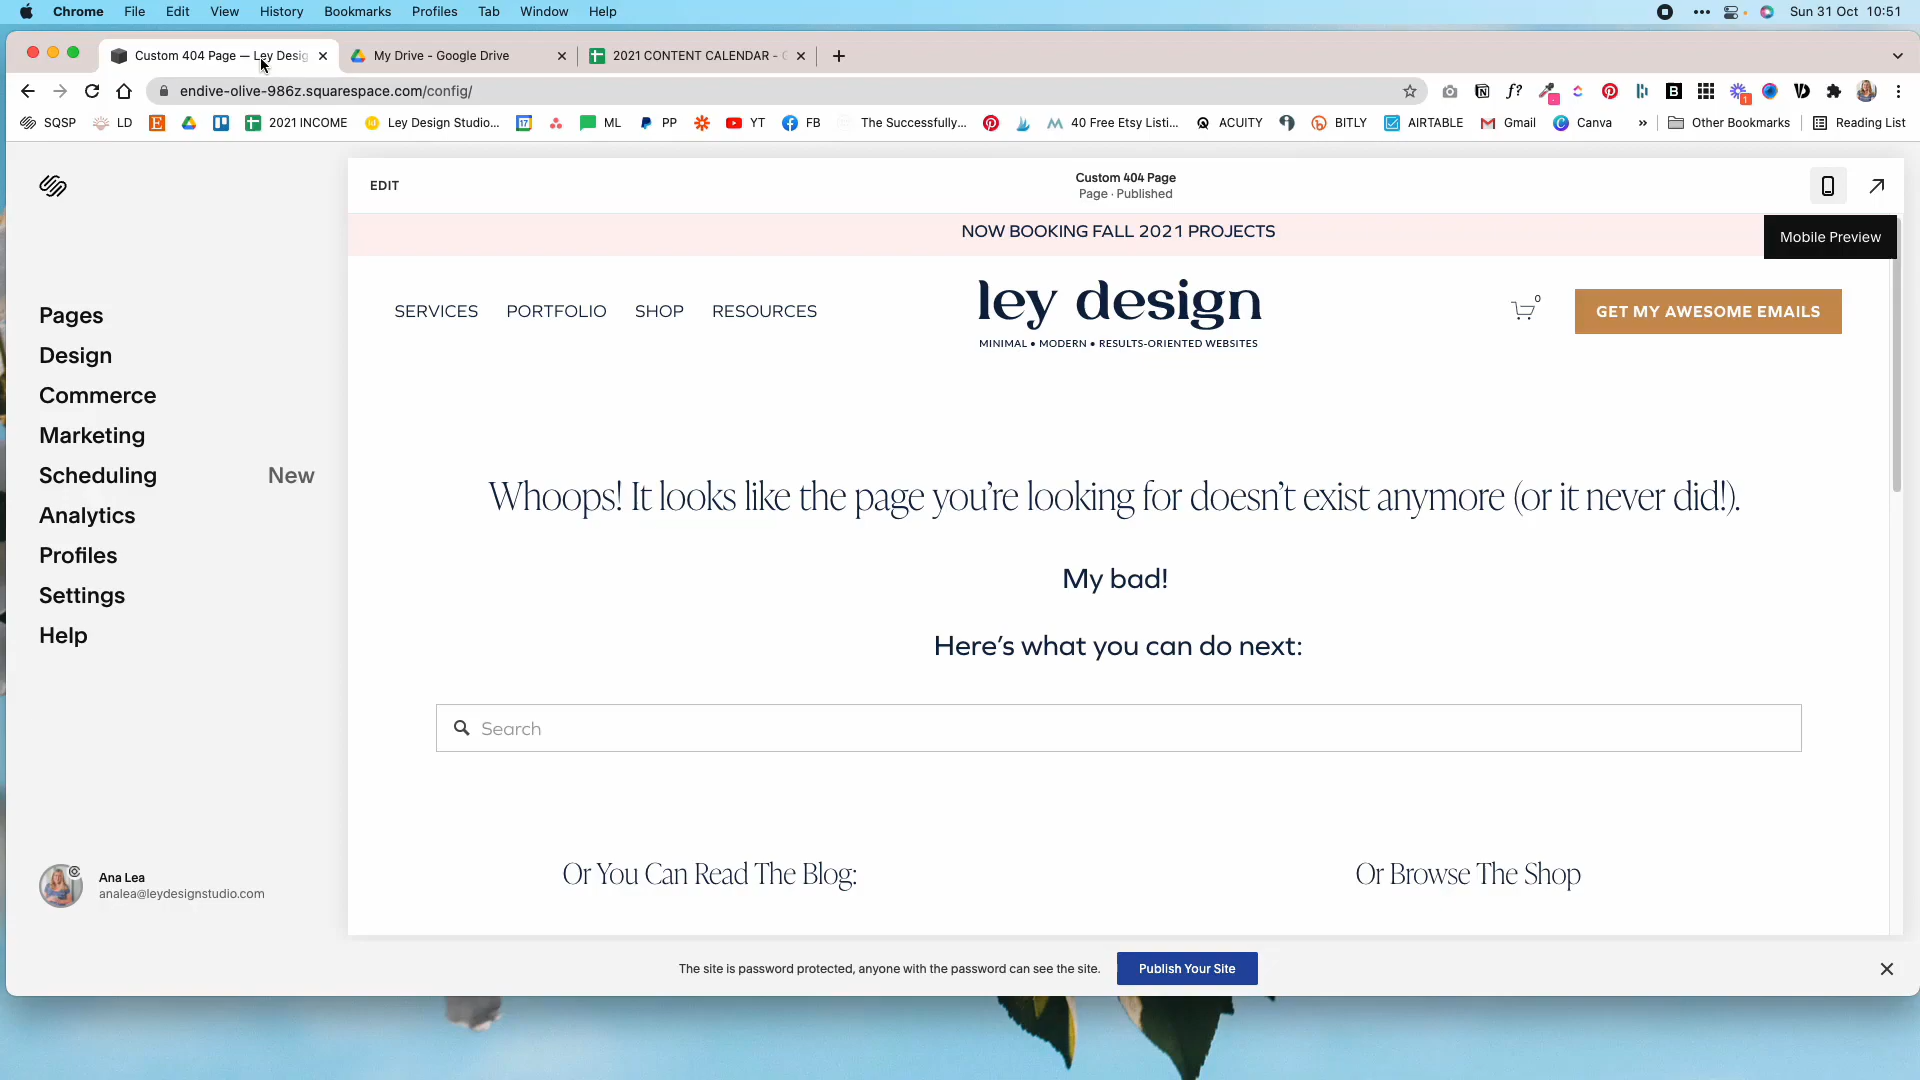 Chrome File Edit View History Bookmarks Profiles Tab Window Help
Sun 31 Oct 10:51
Custom 404 Page — Ley Desig
My Drive - Google Drive
2021 CONTENT CALENDAR -
endive-olive-986z.squarespace.com/config/
SQSP LD 2021 INCOME Ley Design Studio... ML PP YT FB The Successfully... 40 Free Etsy Listi... ACUITY BITLY AIRTABLE Gmail Canva » Other Bookmarks Reading List
EDIT
Custom 404 Page
Page · Published
Mobile Preview
NOW BOOKING FALL 2021 PROJECTS
SERVICES PORTFOLIO SHOP RESOURCES
ley design
MINIMAL • MODERN • RESULTS-ORIENTED WEBSITES
0
GET MY AWESOME EMAILS
Pages
Design
Commerce
Marketing
Scheduling New
Analytics
Profiles
Settings
Help
Whoops! It looks like the page you’re looking for doesn’t exist anymore (or it never did!).
My bad!
Here’s what you can do next:
Search
Or You Can Read The Blog:
Or Browse The Shop
Ana Lea
analea@leydesignstudio.com
The site is password protected, anyone with the password can see the site.
Publish Your Site